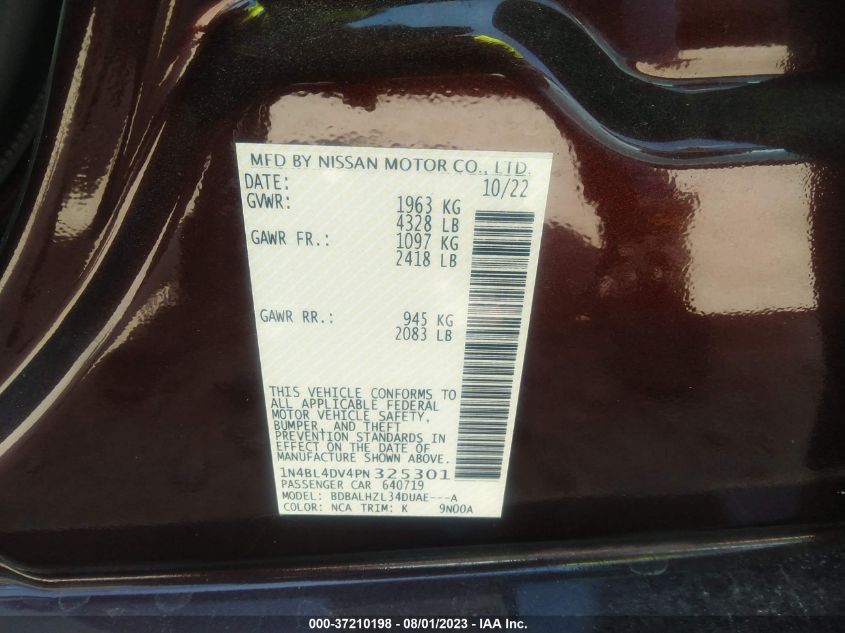 MFD BY NISSAN MOTOR CO., LTD.
DATE: 10/22
GVWR: 1963 KG
4328 LB
GAWR FR.: 1097 KG
2418 LB
GAWR RR.: 945 KG
2083 LB
THIS VEHICLE CONFORMS TO
ALL APPLICABLE FEDERAL
MOTOR VEHICLE SAFETY,
BUMPER, AND THEFT
PREVENTION STANDARDS IN
EFFECT ON THE DATE OF
MANUFACTURE SHOWN ABOVE.
1N4BL4DV4PN325301
PASSENGER CAR 640719
MODEL: BDBALHZL34DUAE---A
COLOR: NCA TRIM: K 9N00A
000-37210198 - 08/01/2023 - IAA Inc.